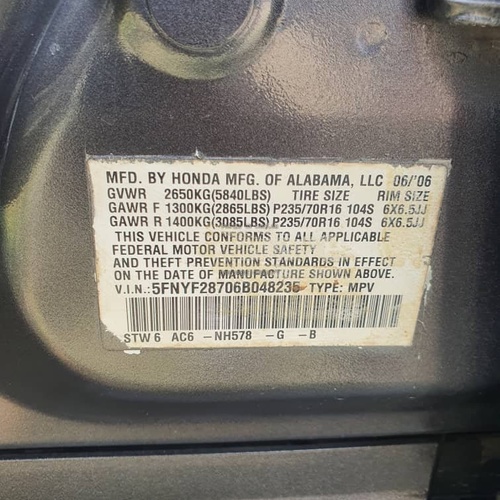 MFD. BY HONDA MFG. OF ALABAMA, LLC 06/'06
GVWR 2650KG(5840LBS) TIRE SIZE RIM SIZE
GAWR F 1300KG(2865LBS) P235/70R16 104S 6X6.5JJ
GAWR R 1400KG(3085LBS) P235/70R16 104S 6X6.5JJ
THIS VEHICLE CONFORMS TO ALL APPLICABLE
FEDERAL MOTOR VEHICLE SAFETY
AND THEFT PREVENTION STANDARDS IN EFFECT
ON THE DATE OF MANUFACTURE SHOWN ABOVE.
V.I.N.: 5FNYF28706B048235 TYPE: MPV
STW 6 AC6 -NH578 -G -B